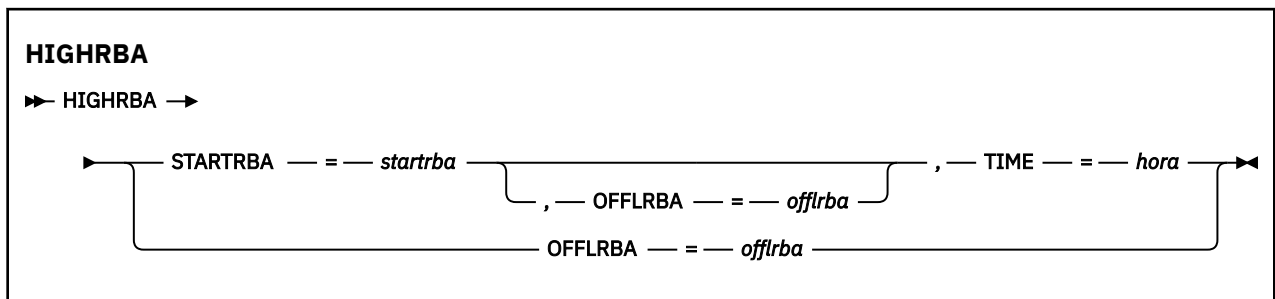 HIGHRBA
HIGHRBA
STARTRBA = startrba , TIME = hora
, OFFLRBA = offlrba
OFFLRBA = offlrba